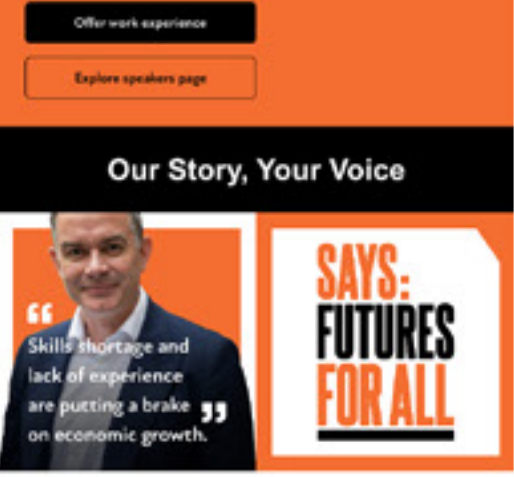 Offer work experience
Explore speakers page
Our Story, Your Voice
“
Skills shortage and
lack of experience
are putting a brake
on economic growth.
”
SAYS:
FUTURES
FOR ALL